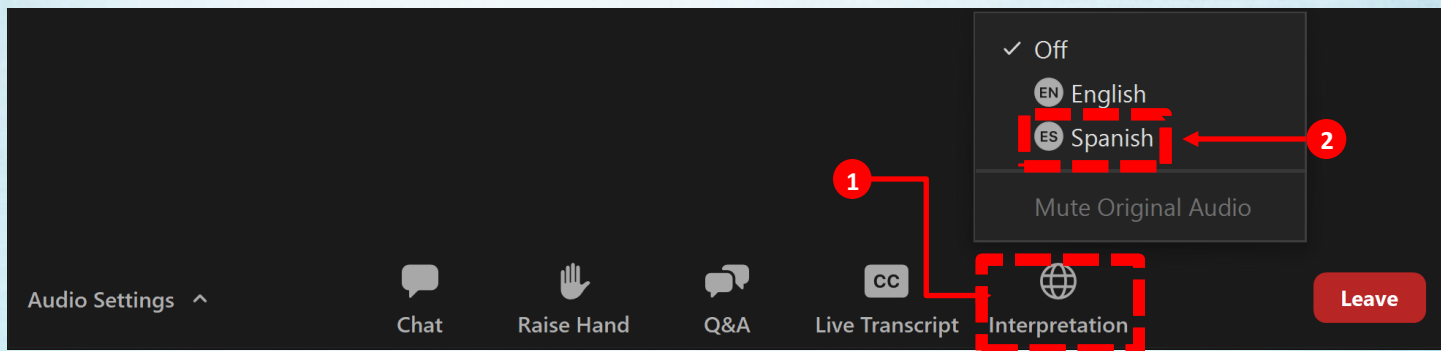 Off
EN English
ES Spanish
2
1
Mute Original Audio
Audio Settings
CC
Chat
Raise Hand
Q&A
Live Transcript
Interpretation
Leave